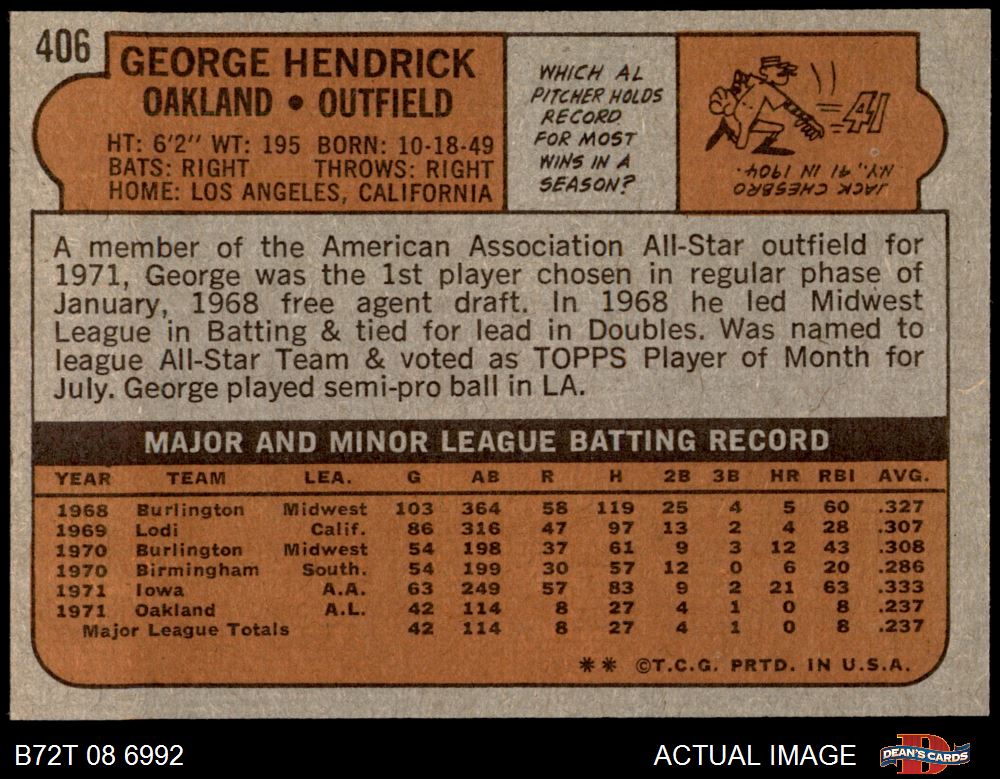 406
GEORGE HENDRICK
OAKLAND • OUTFIELD
HT: 6'2" WT: 195 BORN: 10-18-49
BATS: RIGHT THROWS: RIGHT
HOME: LOS ANGELES, CALIFORNIA
WHICH AL
PITCHER HOLDS
RECORD
FOR MOST
WINS IN A
SEASON?
41
JACK CHESBRO
NY., 41 IN 1904.
A member of the American Association All-Star outfield for
1971, George was the 1st player chosen in regular phase of
January, 1968 free agent draft. In 1968 he led Midwest
League in Batting & tied for lead in Doubles. Was named to
league All-Star Team & voted as TOPPS Player of Month for
July. George played semi-pro ball in LA.
MAJOR AND MINOR LEAGUE BATTING RECORD
YEAR TEAM LEA. G AB R H 2B 3B HR RBI AVG.
1968 Burlington Midwest 103 364 58 119 25 4 5 60 .327
1969 Lodi Calif. 86 316 47 97 13 2 4 28 .307
1970 Burlington Midwest 54 198 37 61 9 3 12 43 .308
1970 Birmingham South. 54 199 30 57 12 0 6 20 .286
1971 Iowa A.A. 63 249 57 83 9 2 21 63 .333
1971 Oakland A.L. 42 114 8 27 4 1 0 8 .237
Major League Totals 42 114 8 27 4 1 0 8 .237
** ©T.C.G. PRTD. IN U.S.A.
B72T 08 6992 ACTUAL IMAGE D DEAN'S CARDS